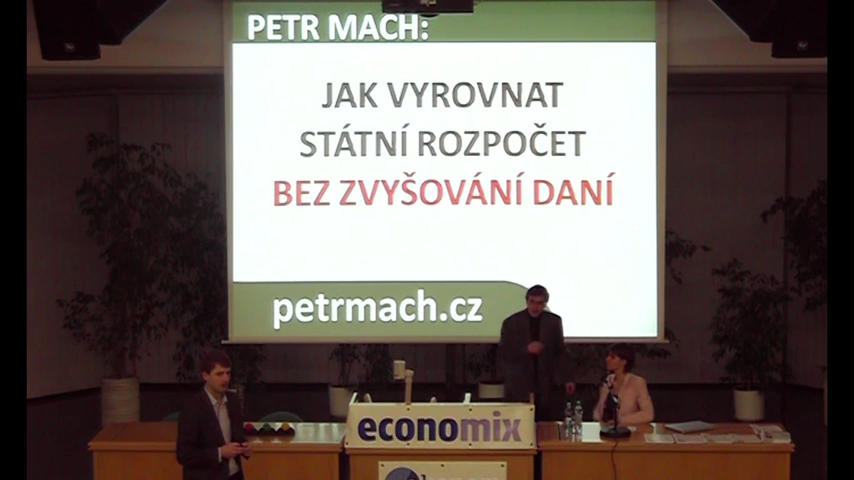 PETR MACH:
JAK VYROVNAT
STÁTNÍ ROZPOČET
BEZ ZVYŠOVÁNÍ DANÍ
petrmach.cz
economix